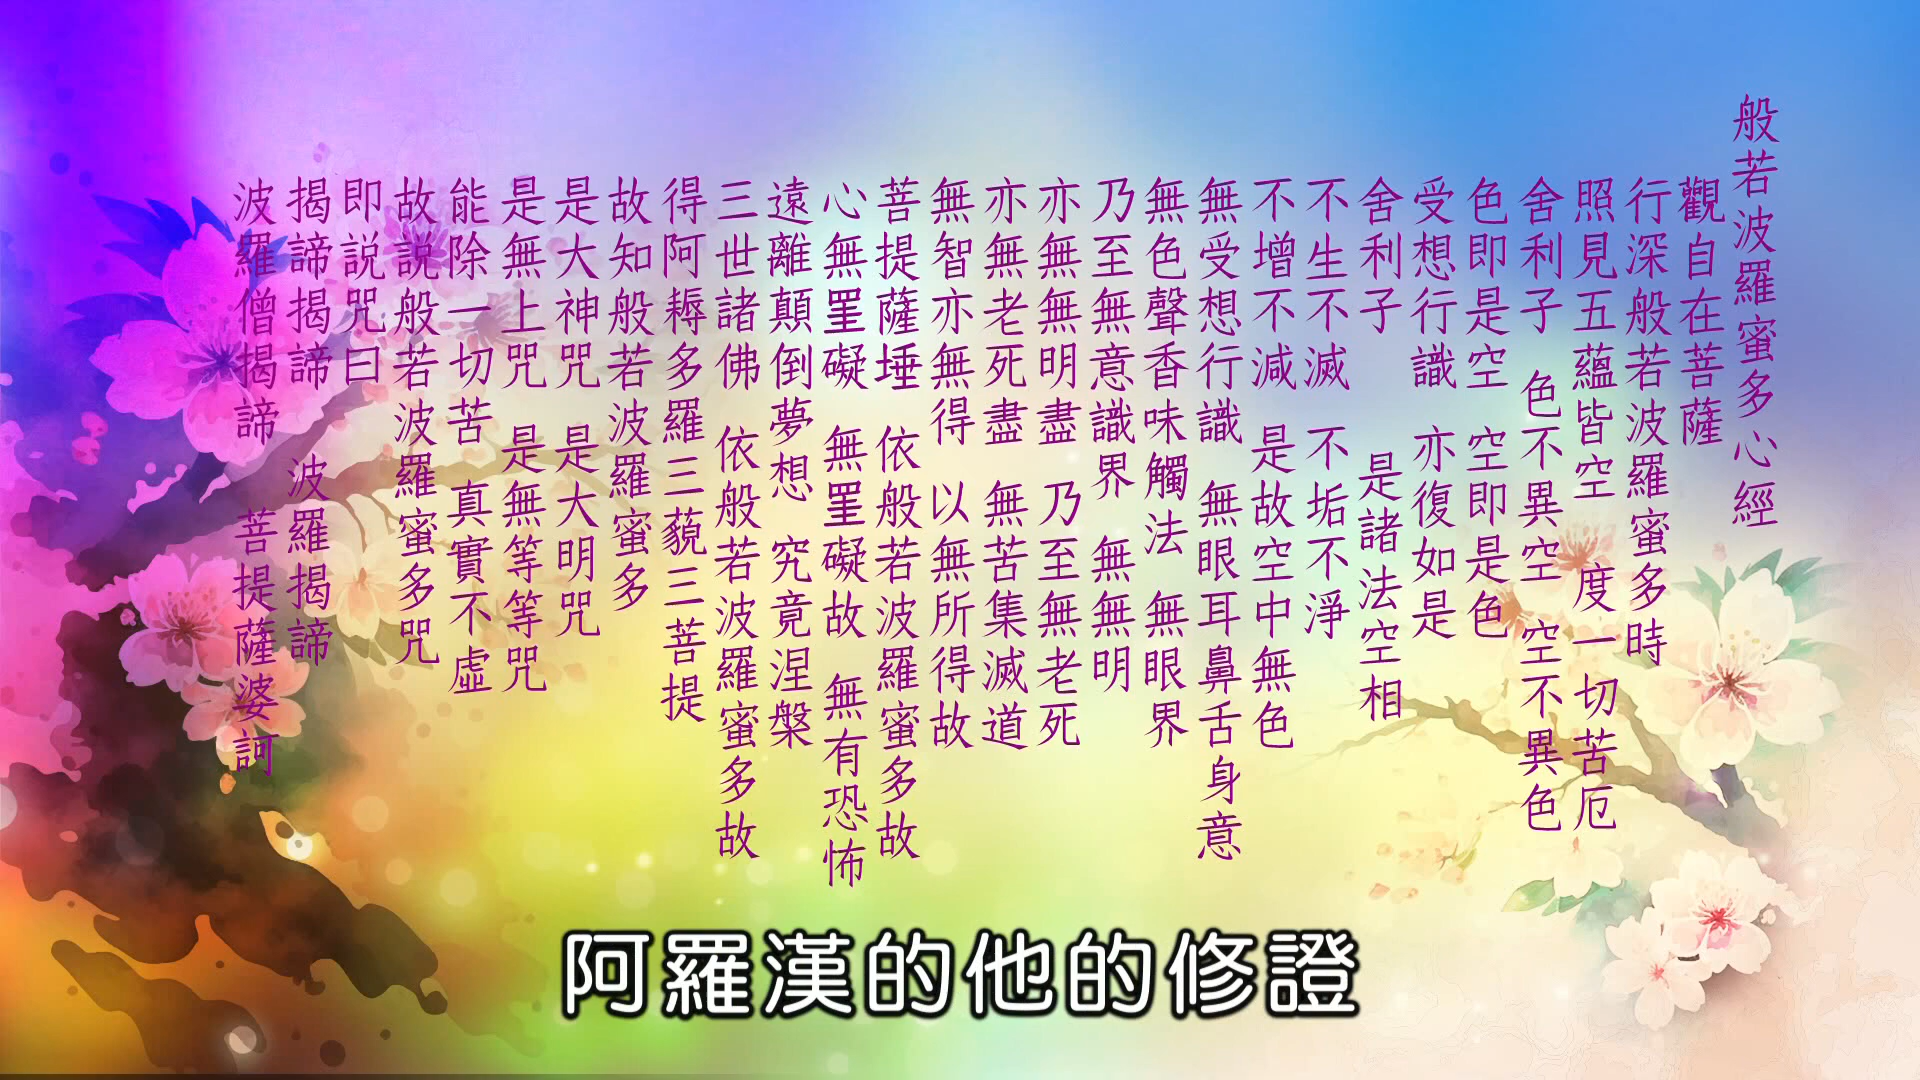 般若波羅蜜多心經
觀自在菩薩
行深般若波羅蜜多時
照見五蘊皆空 度一切苦厄
舍利子 色不異空 空不異色
色即是空 空即是色
受想行識 亦復如是
舍利子 是諸法空相
不生不滅 不垢不淨
不增不減 是故空中無色
無受想行識 無眼耳鼻舌身意
無色聲香味觸法 無眼界
乃至無意識界 無無明
亦無無明盡 乃至無老死
亦無老死盡 無苦集滅道
無智亦無得 以無所得故
菩提薩埵 依般若波羅蜜多故
心無罣礙 無罣礙故 無有恐怖
遠離顛倒夢想 究竟涅槃
三世諸佛 依般若波羅蜜多故
得阿耨多羅三藐三菩提
故知般若波羅蜜多
是大神咒 是大明咒
是無上咒 是無等等咒
能除一切苦 真實不虛
故説般若波羅蜜多咒
即説咒曰
揭諦揭諦 波羅揭諦
波羅僧揭諦 菩提薩婆訶
阿羅漢的他的修證